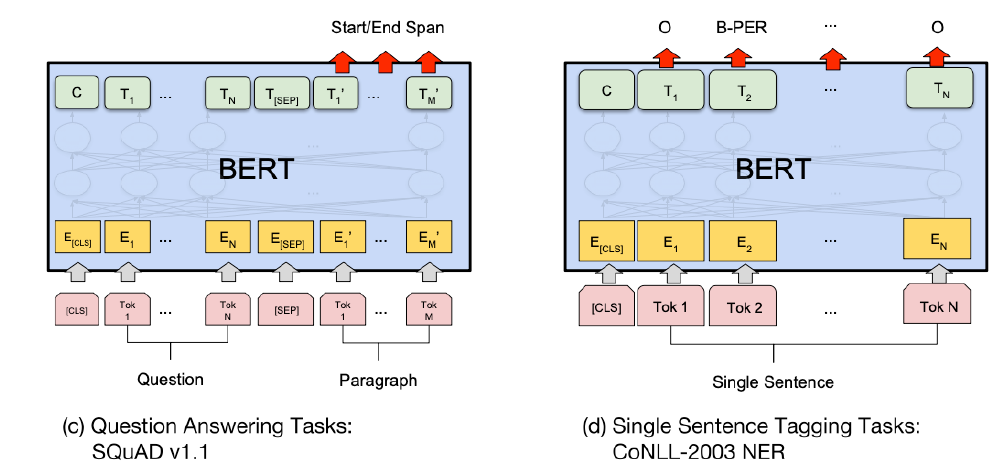 Start/End Span
C T1 ... TN T[SEP] T1' ... TM'
...
BERT
...
E[CLS] E1 ... EN E[SEP] E1' ... EM'
[CLS] Tok 1 ... Tok N [SEP] Tok 1 ... Tok M
Question Paragraph
(c) Question Answering Tasks:
SQuAD v1.1
O B-PER ... O
C T1 T2 ... TN
...
BERT
...
E[CLS] E1 E2 ... EN
[CLS] Tok 1 Tok 2 ... Tok N
Single Sentence
(d) Single Sentence Tagging Tasks:
CoNLL-2003 NER